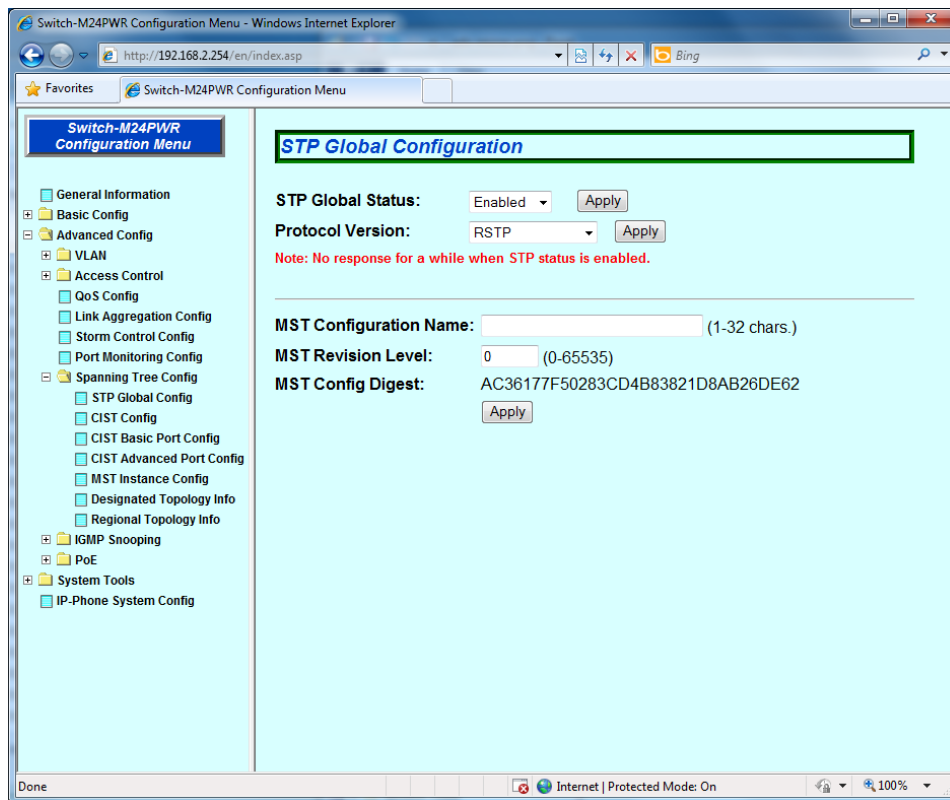 Switch-M24PWR Configuration Menu - Windows Internet Explorer
http://192.168.2.254/en/index.asp
Bing
Favorites
Switch-M24PWR Configuration Menu
Switch-M24PWR
Configuration Menu
General Information
Basic Config
Advanced Config
VLAN
Access Control
QoS Config
Link Aggregation Config
Storm Control Config
Port Monitoring Config
Spanning Tree Config
STP Global Config
CIST Config
CIST Basic Port Config
CIST Advanced Port Config
MST Instance Config
Designated Topology Info
Regional Topology Info
IGMP Snooping
PoE
System Tools
IP-Phone System Config
STP Global Configuration
STP Global Status: Enabled Apply
Protocol Version: RSTP Apply
Note: No response for a while when STP status is enabled.
MST Configuration Name: (1-32 chars.)
MST Revision Level: 0 (0-65535)
MST Config Digest: AC36177F50283CD4B83821D8AB26DE62
Apply
Done
Internet | Protected Mode: On
100%